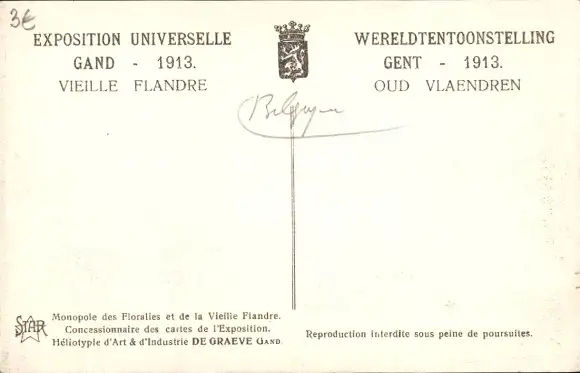 3€
EXPOSITION UNIVERSELLE
GAND - 1913.
VIEILLE FLANDRE
WERELDTENTOONSTELLING
GENT - 1913.
OUD VLAENDREN
Belgique
STAR
Monopole des Floralies et de la Vieille Flandre.
Concessionnaire des cartes de l'Exposition.
Héliotypie d'Art & d'Industrie DE GRAEVE GAND.
Reproduction interdite sous peine de poursuites.